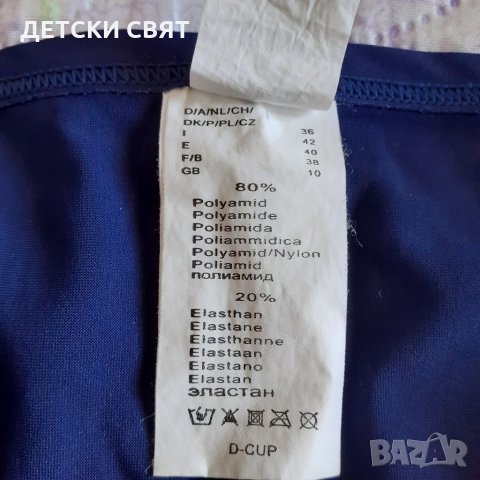 ДЕТСКИ СВЯТ
D/A/NL/CH/
DK/P/PL/CZ 36
I 42
E 40
F/B 38
GB 10
80%
Polyamid
Polyamide
Poliamida
Poliammidica
Polyamid/Nylon
Poliamid
полиамид
20%
Elasthan
Elastane
Elasthanne
Elastaan
Elastano
Elastan
эластан
D-CUP
BAZAR